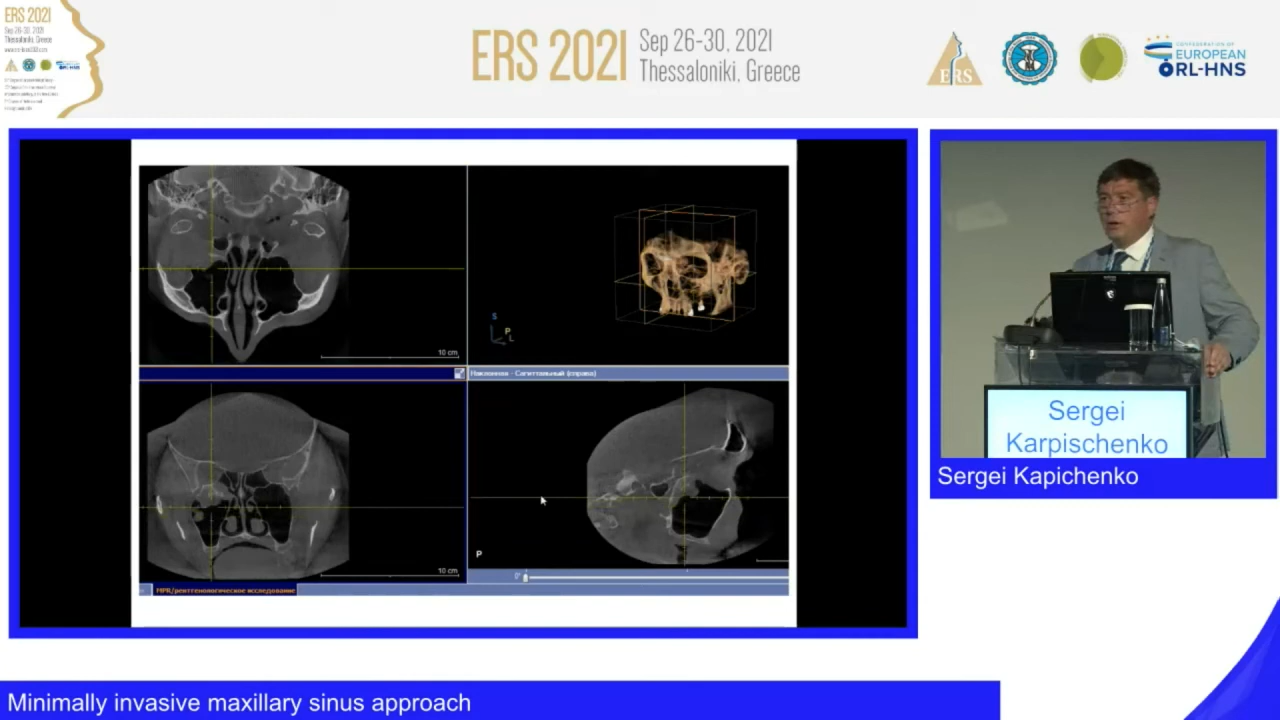 ERS 2021
Sep 26-30, 2021
Thessaloniki, Greece
ERS 2021
Sep 26-30, 2021
Thessaloniki, Greece
ERS
CONFEDERATION OF
EUROPEAN
ORL-HNS
10 cm
S
P
L
Наклонная - Сагиттальный (справа)
10 cm
P
MPR/рентгенологическое исследование
Sergei
Karpischenko
Sergei Kapichenko
Minimally invasive maxillary sinus approach